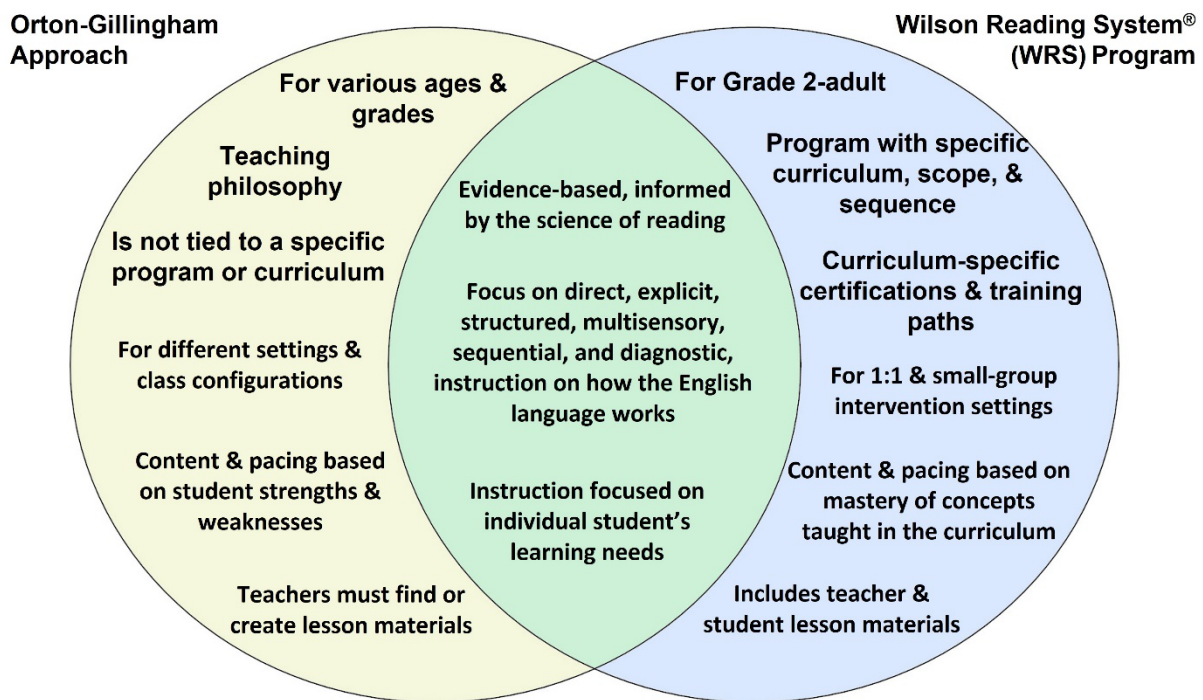 Orton-Gillingham
Approach
For various ages &
grades
Teaching
philosophy
Is not tied to a specific
program or curriculum
For different settings &
class configurations
Content & pacing based
on student strengths &
weaknesses
Teachers must find or
create lesson materials
Evidence-based, informed
by the science of reading
Focus on direct, explicit,
structured, multisensory,
sequential, and diagnostic,
instruction on how the English
language works
Instruction focused on
individual student’s
learning needs
Wilson Reading System®
(WRS) Program
For Grade 2-adult
Program with specific
curriculum, scope, &
sequence
Curriculum-specific
certifications & training
paths
For 1:1 & small-group
intervention settings
Content & pacing based on
mastery of concepts
taught in the curriculum
Includes teacher &
student lesson materials